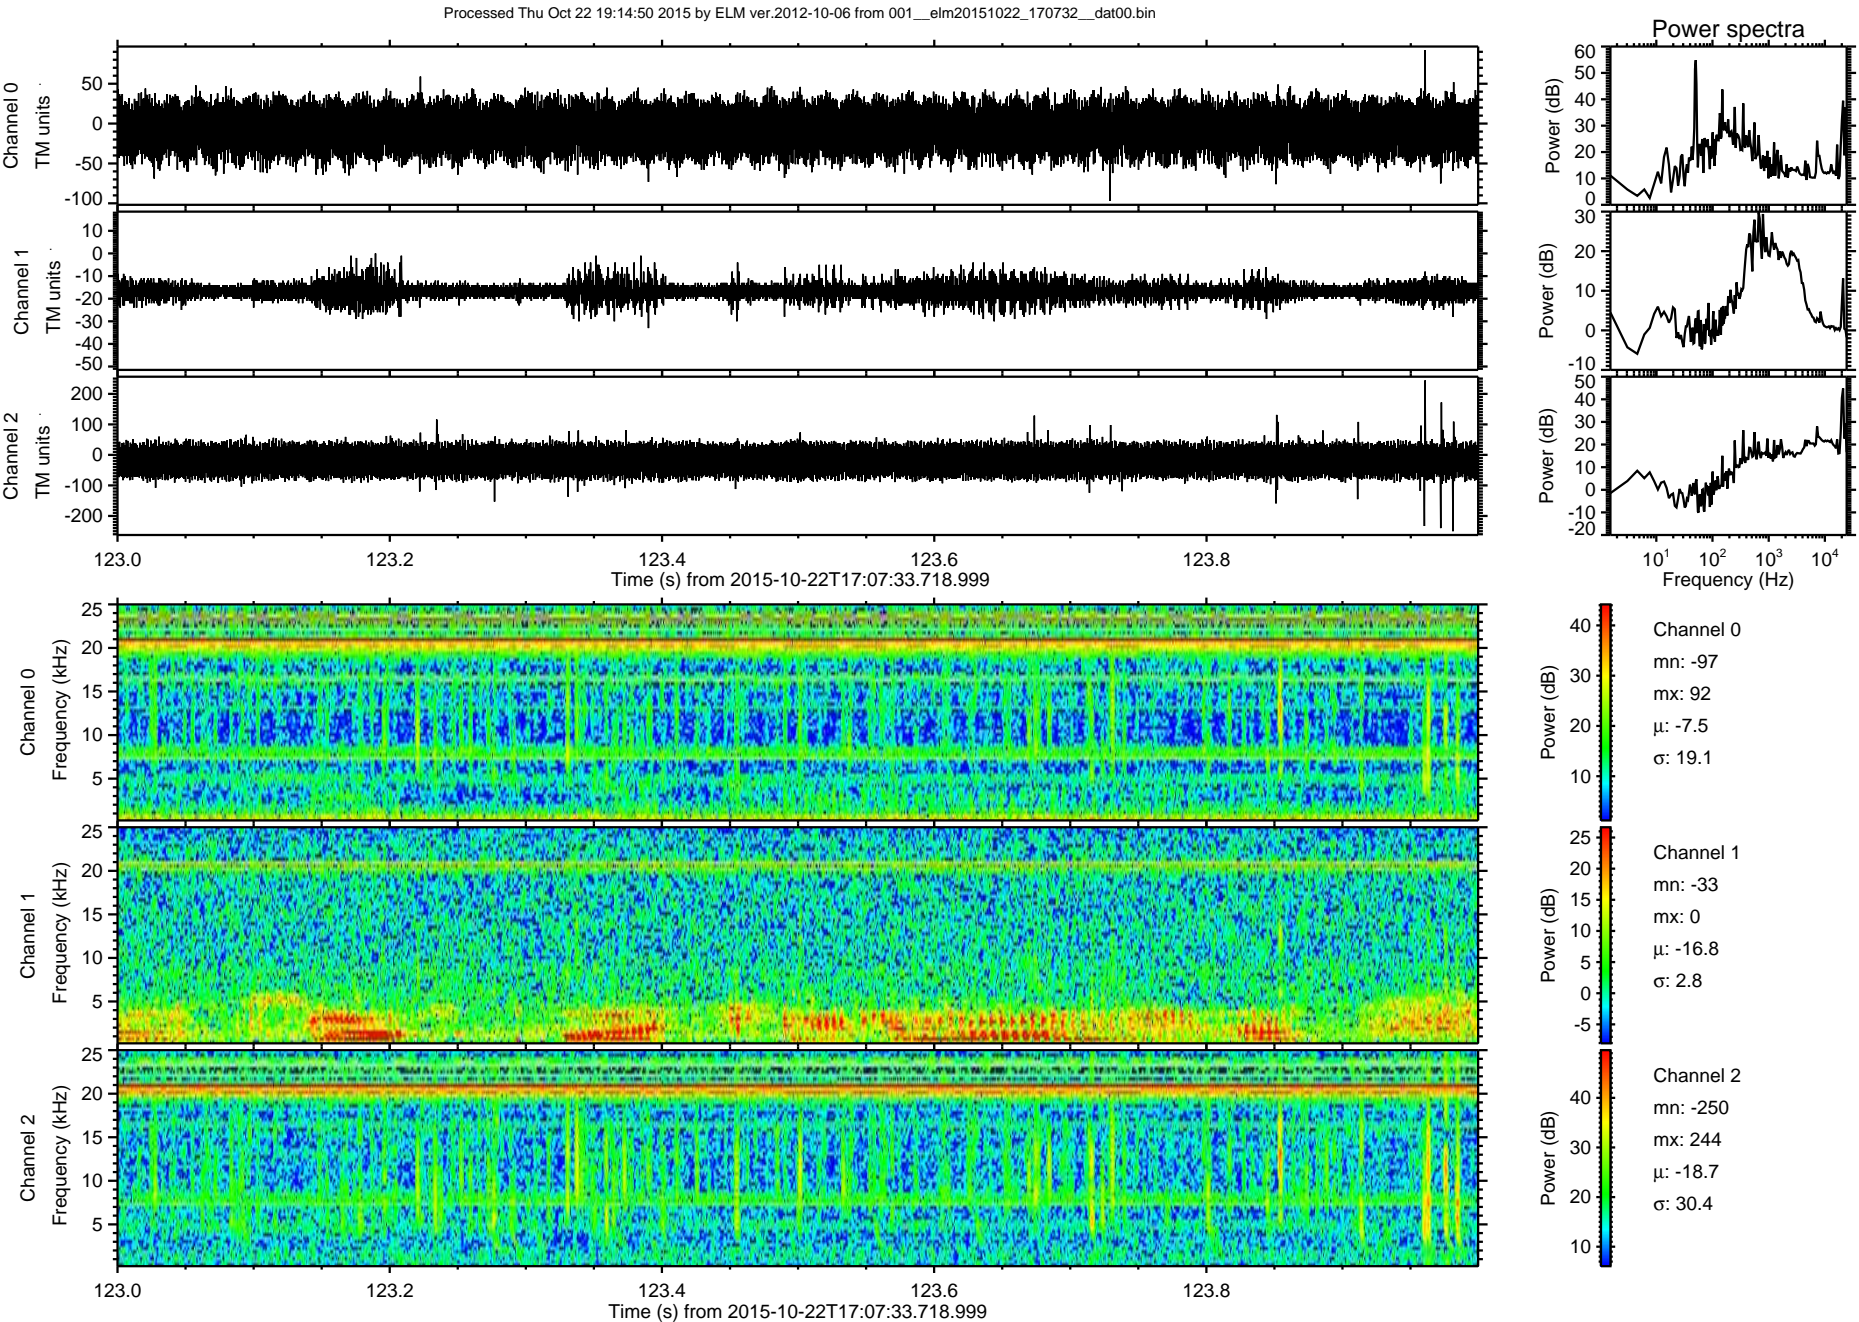 Processed Thu Oct 22 19:14:50 2015 by ELM ver.2012-10-06 from 001__elm20151022_170732__dat00.bin
Power spectra
Channel 0
TM units
50
0
-50
-100
Power (dB)
60
50
40
30
20
10
0
Channel 1
TM units
10
0
-10
-20
-30
-40
-50
Power (dB)
30
20
10
0
-10
Channel 2
TM units
200
100
0
-100
-200
Power (dB)
50
40
30
20
10
0
-10
-20
123.0 123.2 123.4 123.6 123.8
Time (s) from 2015-10-22T17:07:33.718.999
10¹ 10² 10³ 10⁴
Frequency (Hz)
Channel 0
Frequency (kHz)
25
20
15
10
5
Power (dB)
40
30
20
10
Channel 0
mn: -97
mx: 92
μ: -7.5
σ: 19.1
Channel 1
Frequency (kHz)
25
20
15
10
5
Power (dB)
25
20
15
10
5
0
-5
Channel 1
mn: -33
mx: 0
μ: -16.8
σ: 2.8
Channel 2
Frequency (kHz)
25
20
15
10
5
Power (dB)
40
30
20
10
Channel 2
mn: -250
mx: 244
μ: -18.7
σ: 30.4
123.0 123.2 123.4 123.6 123.8
Time (s) from 2015-10-22T17:07:33.718.999